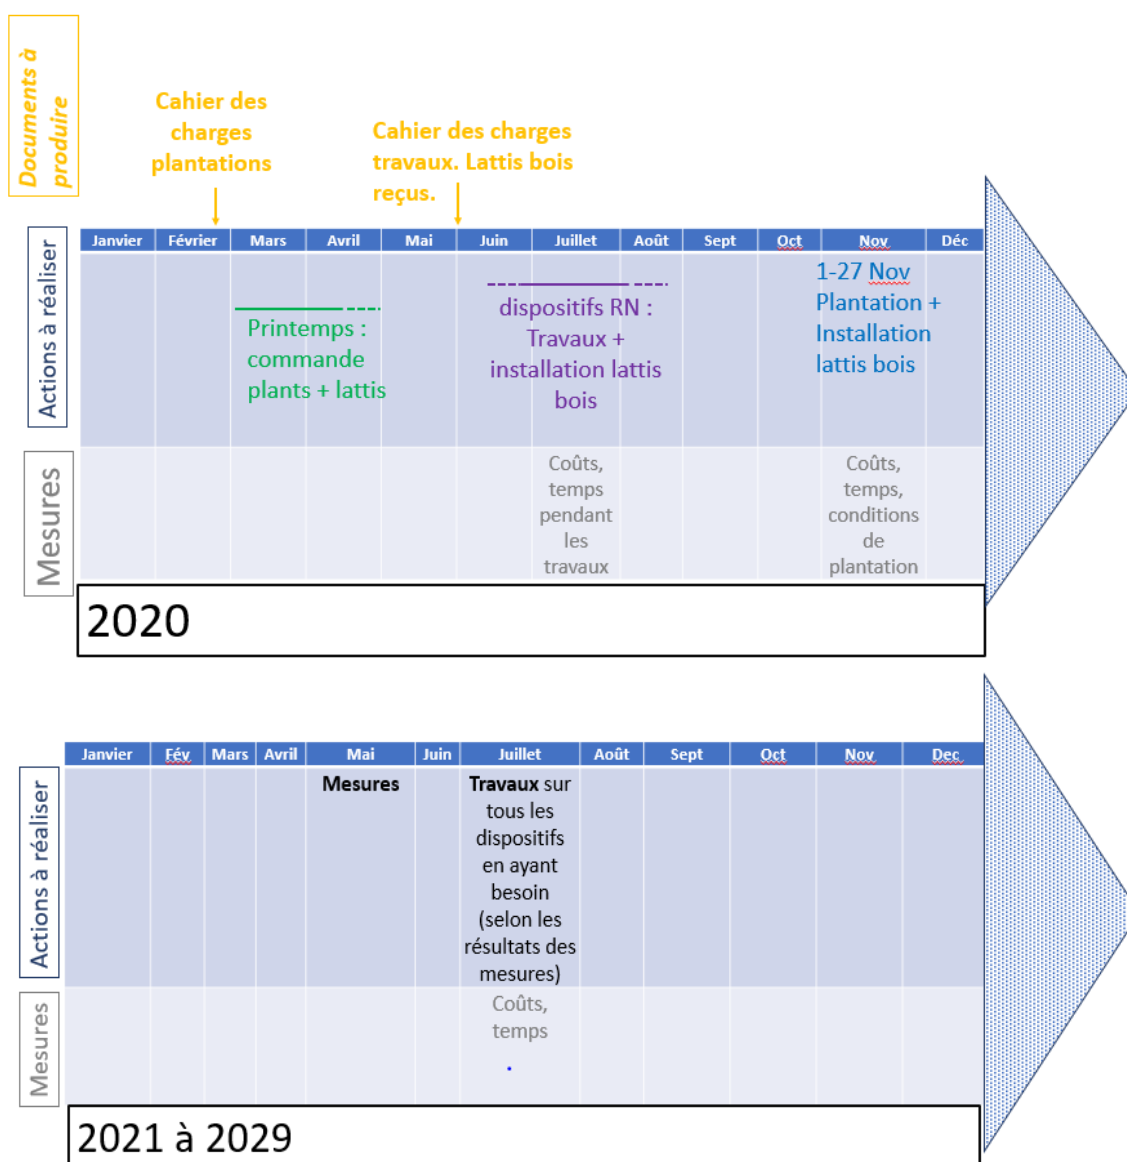 Documents à
produire
Cahier des
charges
plantations
Cahier des charges
travaux. Lattis bois
reçus.
Janvier Février Mars Avril Mai Juin Juillet Août Sept Oct Nov Déc
Actions à réaliser
Printemps :
commande
plants + lattis
dispositifs RN :
Travaux +
installation lattis
bois
1-27 Nov
Plantation +
Installation
lattis bois
Mesures
Coûts,
temps
pendant
les
travaux
Coûts,
temps,
conditions
de
plantation
2020
Janvier Fév Mars Avril Mai Juin Juillet Août Sept Oct Nov Dec
Actions à réaliser
Mesures
Travaux sur
tous les
dispositifs
en ayant
besoin
(selon les
résultats des
mesures)
Mesures
Coûts,
temps
2021 à 2029